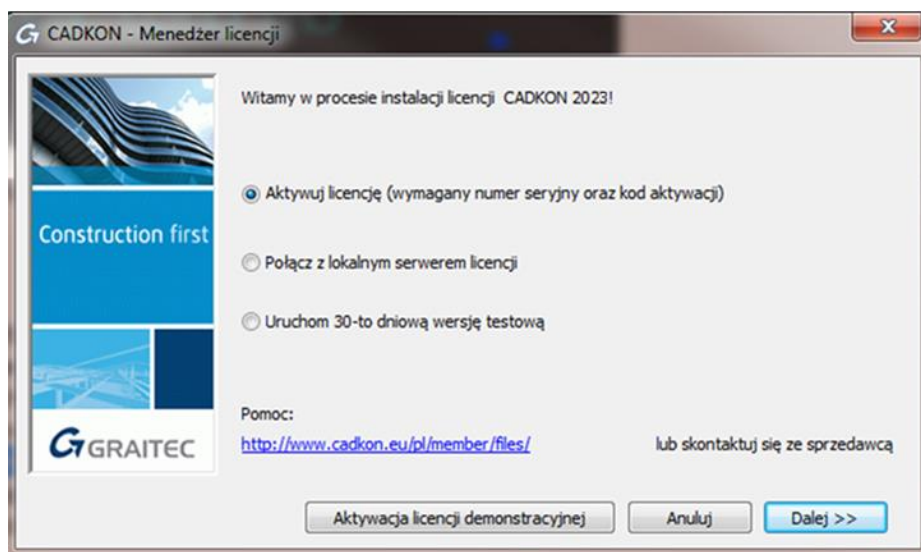 CADKON - Menedżer licencji
Witamy w procesie instalacji licencji CADKON 2023!
Aktywuj licencję (wymagany numer seryjny oraz kod aktywacji)
Construction first
Połącz z lokalnym serwerem licencji
Uruchom 30-to dniową wersję testową
Pomoc:
http://www.cadkon.eu/pl/member/files/ lub skontaktuj się ze sprzedawcą
GRAITEC
Aktywacja licencji demonstracyjnej Anuluj Dalej >>